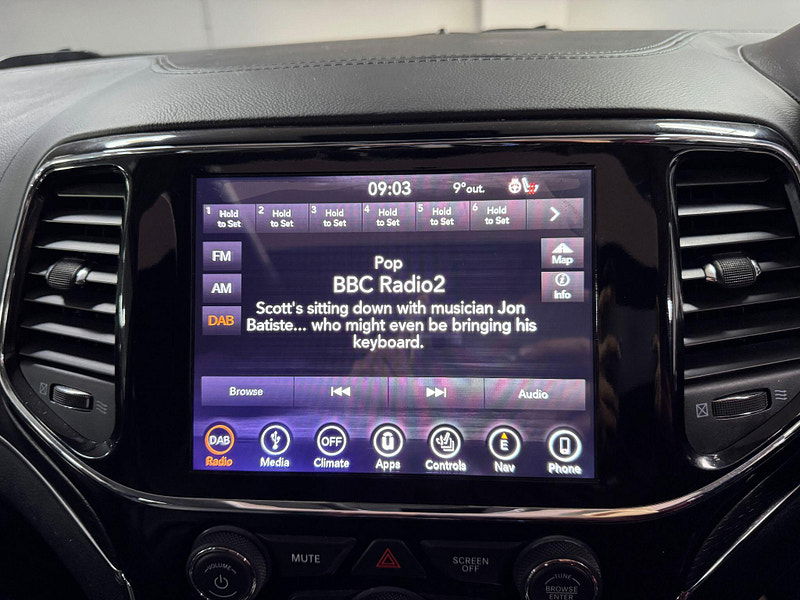 09:03 9°out.
1 Hold to Set 2 Hold to Set 3 Hold to Set 4 Hold to Set 5 Hold to Set 6 Hold to Set
FM
AM
DAB
Pop
BBC Radio2
Scott's sitting down with musician Jon
Batiste... who might even be bringing his
keyboard.
Map
Info
Browse Audio
DAB OFF E
Radio Media Climate Apps Controls Nav Phone
VOLUME MUTE SCREEN OFF TUNE
BROWSE
ENTER